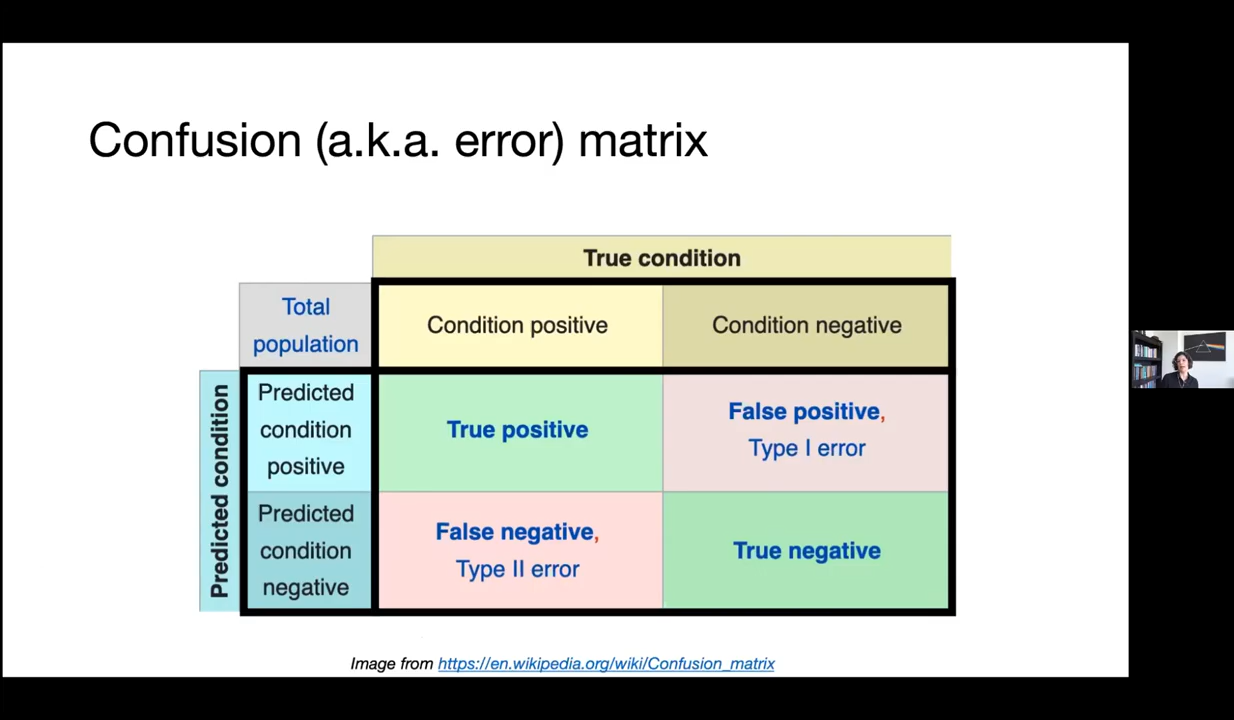 Confusion (a.k.a. error) matrix
True condition
Total
population
Condition positive
Condition negative
Predicted condition
Predicted
condition
positive
True positive
False positive,
Type I error
Predicted
condition
negative
False negative,
Type II error
True negative
Image from https://en.wikipedia.org/wiki/Confusion_matrix